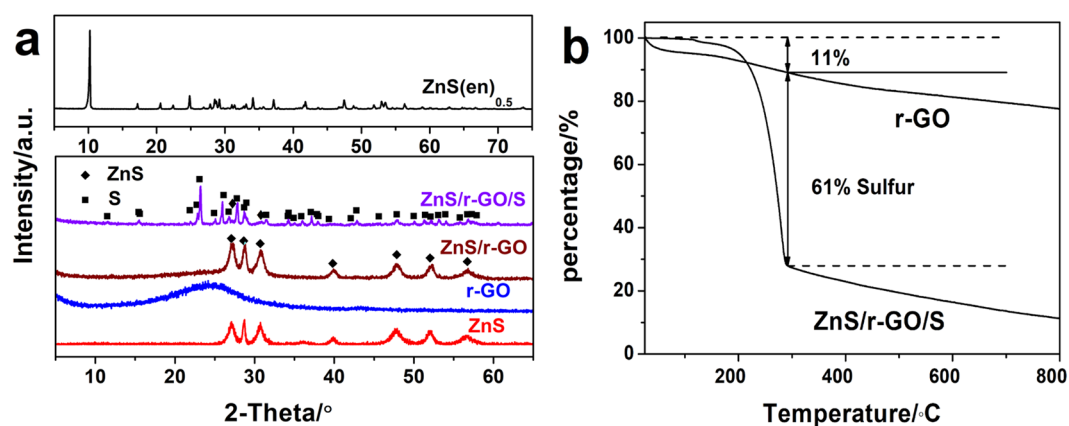 a
ZnS(en)0.5
10 20 30 40 50 60 70
Intensity/a.u.
◆ ZnS
■ S
ZnS/r-GO/S
ZnS/r-GO
r-GO
ZnS
10 20 30 40 50 60
2-Theta/°
b
100
80
60
40
20
0
percentage/%
11%
r-GO
61% Sulfur
ZnS/r-GO/S
200 400 600 800
Temperature/°C